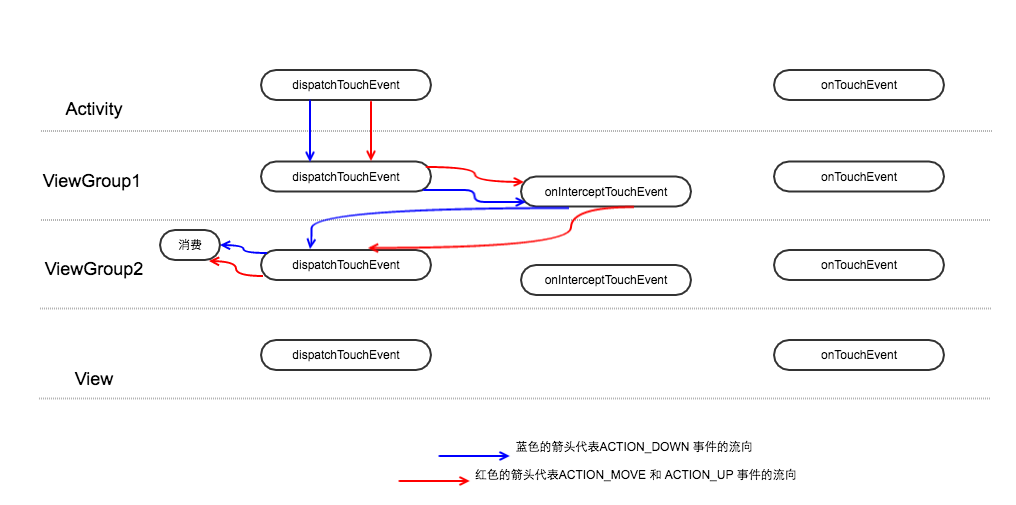 dispatchTouchEvent
onTouchEvent
Activity
ViewGroup1
dispatchTouchEvent
onInterceptTouchEvent
onTouchEvent
消费
ViewGroup2
dispatchTouchEvent
onInterceptTouchEvent
onTouchEvent
dispatchTouchEvent
onTouchEvent
View
蓝色的箭头代表ACTION_DOWN 事件的流向
红色的箭头代表ACTION_MOVE 和 ACTION_UP 事件的流向